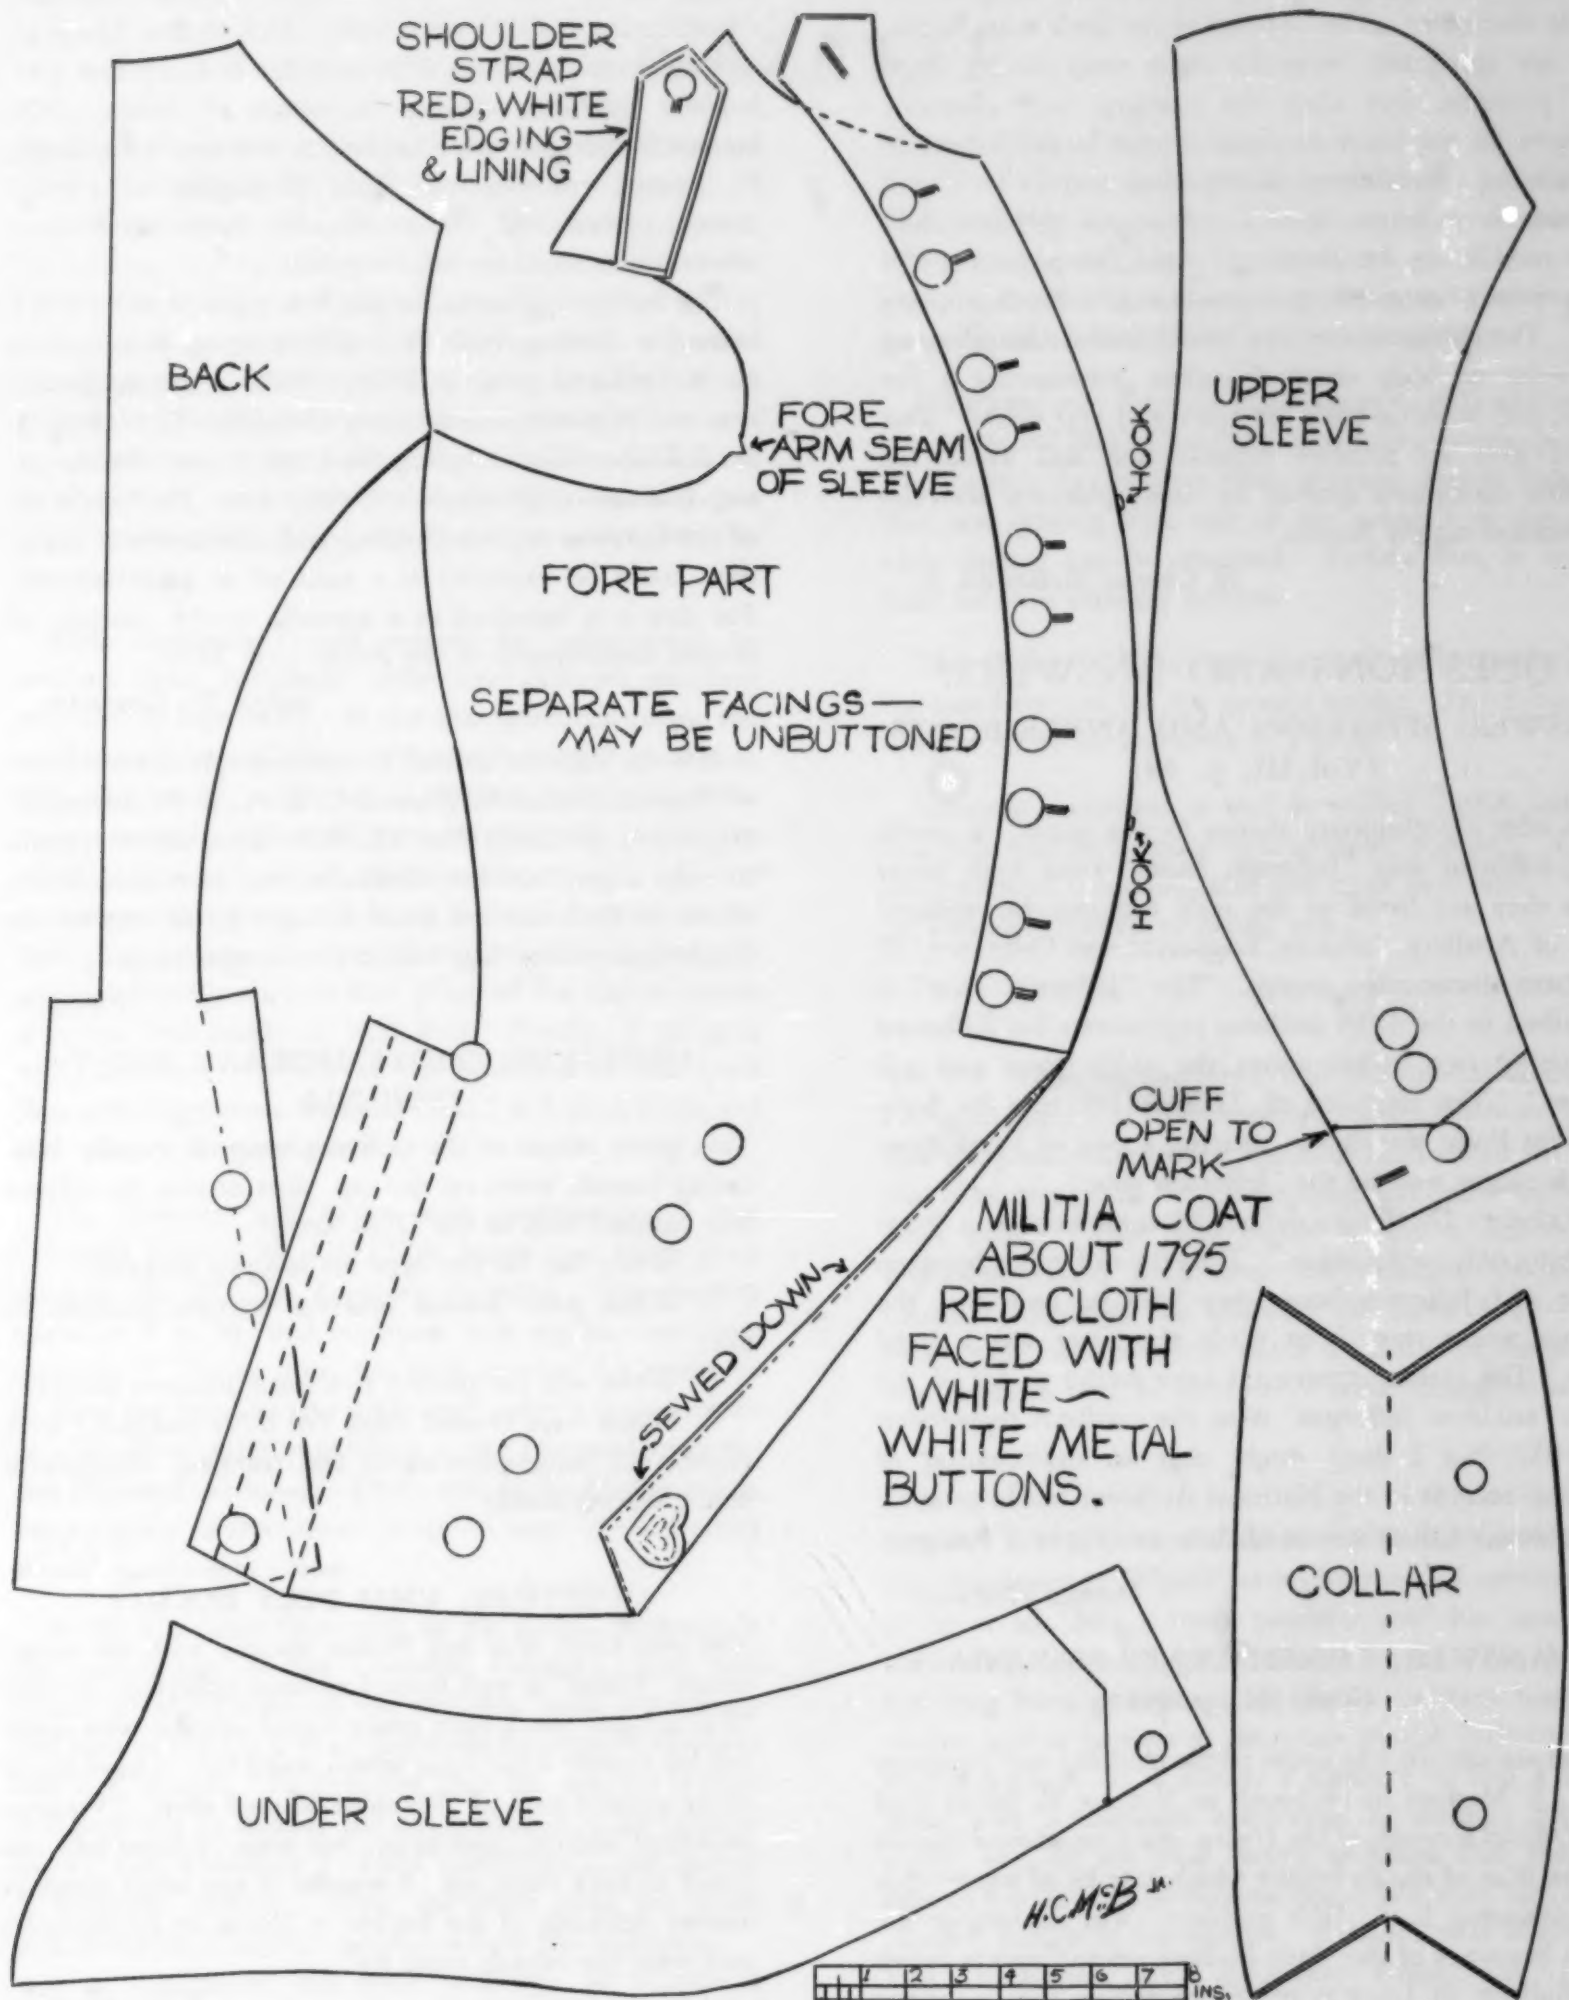 SHOULDER
STRAP
RED, WHITE
EDGING
& LINING
BACK
FORE
ARM SEAM
OF SLEEVE
HOOK
UPPER
SLEEVE
FORE PART
SEPARATE FACINGS—
MAY BE UNBUTTONED
HOOK
CUFF
OPEN TO
MARK
MILITIA COAT
ABOUT 1795
RED CLOTH
FACED WITH
WHITE~
WHITE METAL
BUTTONS.
SEWED DOWN
COLLAR
UNDER SLEEVE
H.C.McB Jr.
1 2 3 4 5 6 7 8
INS.